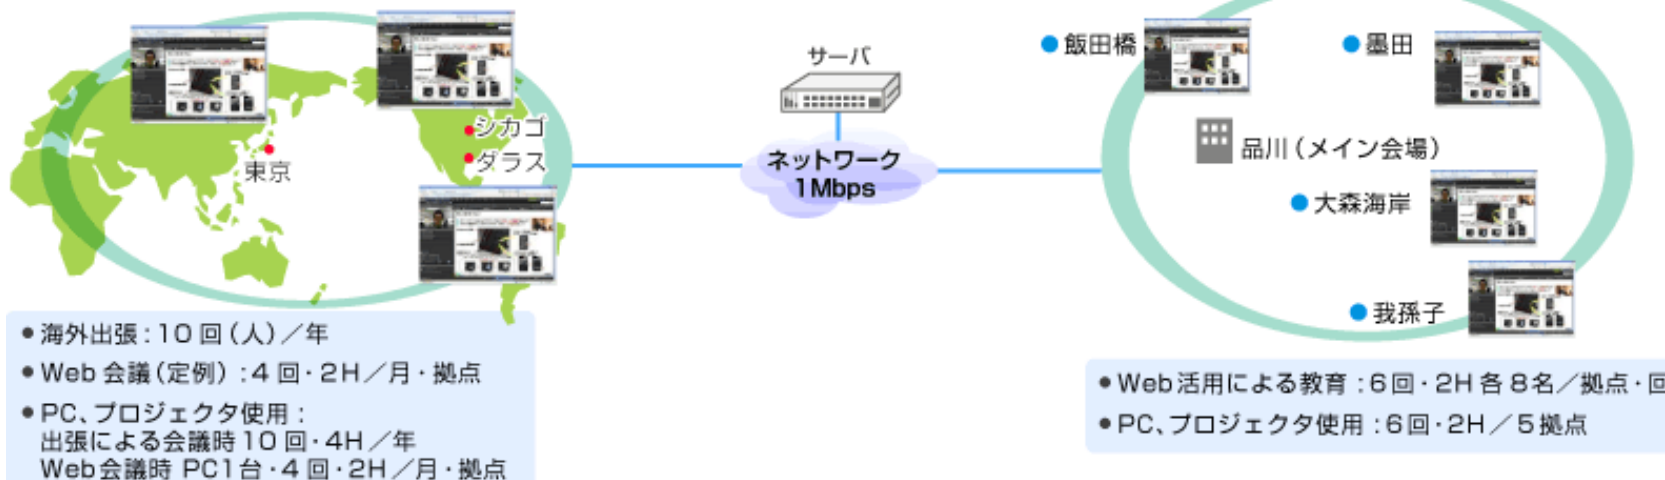 シカゴ
ダラス
東京
サーバ
ネットワーク
1Mbps
飯田橋
墨田
品川（メイン会場）
大森海岸
我孫子
●海外出張：10回（人）／年
●Web会議（定例）：4回・2H／月・拠点
●PC、プロジェクタ使用：
出張による会議時10回・4H／年
Web会議時 PC1台・4回・2H／月・拠点
●Web活用による教育：6回・2H 各8名／拠点・回
●PC、プロジェクタ使用：6回・2H／5拠点